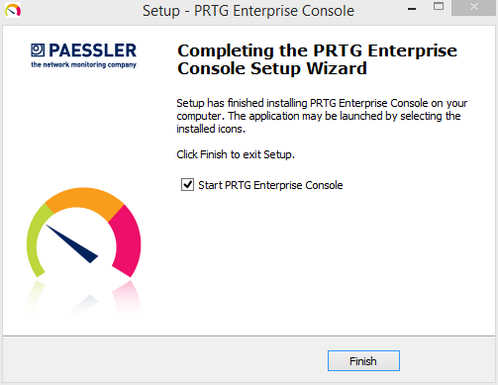 Setup - PRTG Enterprise Console
PAESSLER
the network monitoring company
Completing the PRTG Enterprise
Console Setup Wizard
Setup has finished installing PRTG Enterprise Console on your
computer. The application may be launched by selecting the
installed icons.
Click Finish to exit Setup.
Start PRTG Enterprise Console
Finish